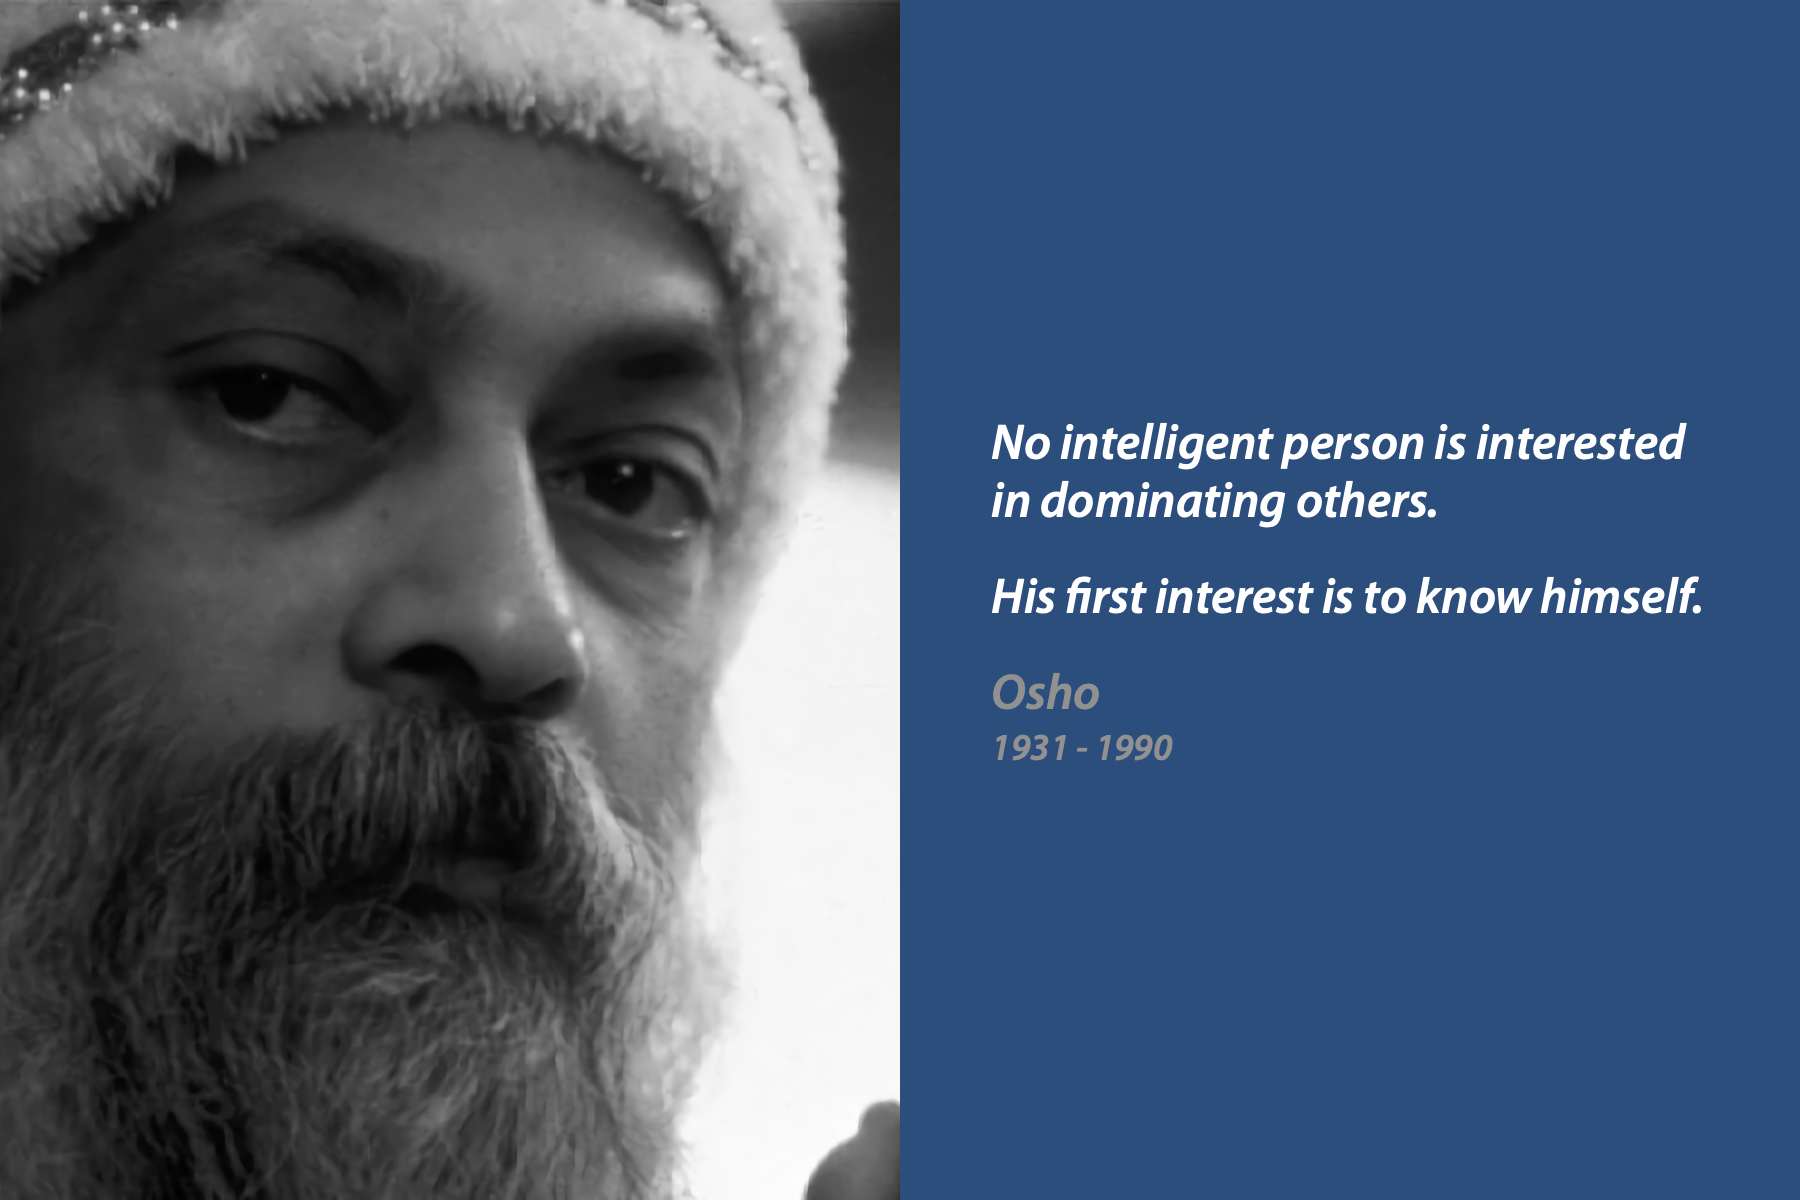 No intelligent person is interested
in dominating others.
His first interest is to know himself.
Osho
1931 - 1990